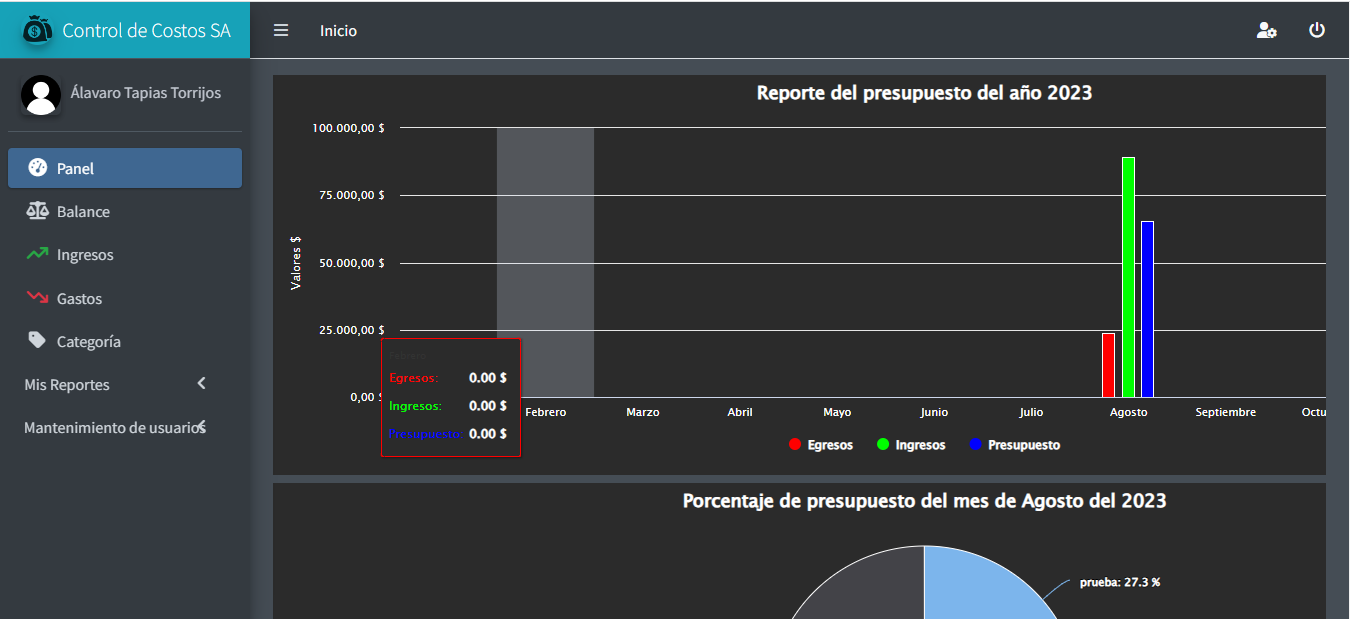 Control de Costos SA
Inicio
Álavaro Tapias Torrijos
Panel
Balance
Ingresos
Gastos
Categoría
Mis Reportes
Mantenimiento de usuarios
Reporte del presupuesto del año 2023
100.000,00 $
75.000,00 $
50.000,00 $
25.000,00 $
0,00 $
Valores $
Febrero
Egresos: 0.00 $
Ingresos: 0.00 $
Presupuesto: 0.00 $
Febrero Marzo Abril Mayo Junio Julio Agosto Septiembre Octu
Egresos Ingresos Presupuesto
Porcentaje de presupuesto del mes de Agosto del 2023
prueba: 27.3 %